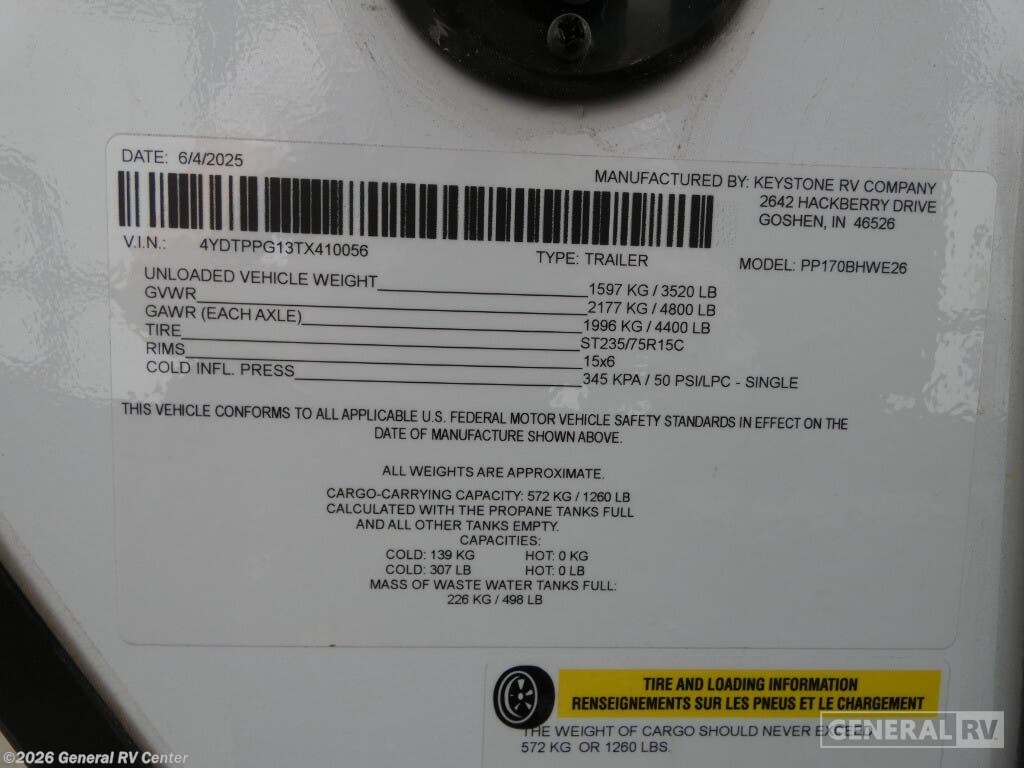 DATE: 6/4/2025
MANUFACTURED BY: KEYSTONE RV COMPANY
2642 HACKBERRY DRIVE
GOSHEN, IN 46526
V.I.N.: 4YDTPPG13TX410056
TYPE: TRAILER
MODEL: PP170BHWE26
UNLOADED VEHICLE WEIGHT 1597 KG / 3520 LB
GVWR 2177 KG / 4800 LB
GAWR (EACH AXLE) 1996 KG / 4400 LB
TIRE ST235/75R15C
RIMS 15x6
COLD INFL. PRESS 345 KPA / 50 PSI/LPC - SINGLE
THIS VEHICLE CONFORMS TO ALL APPLICABLE U.S. FEDERAL MOTOR VEHICLE SAFETY STANDARDS IN EFFECT ON THE
DATE OF MANUFACTURE SHOWN ABOVE.
ALL WEIGHTS ARE APPROXIMATE.
CARGO-CARRYING CAPACITY: 572 KG / 1260 LB
CALCULATED WITH THE PROPANE TANKS FULL
AND ALL OTHER TANKS EMPTY.
CAPACITIES:
COLD: 139 KG HOT: 0 KG
COLD: 307 LB HOT: 0 LB
MASS OF WASTE WATER TANKS FULL:
226 KG / 498 LB
TIRE AND LOADING INFORMATION
RENSEIGNEMENTS SUR LES PNEUS ET LE CHARGEMENT
THE WEIGHT OF CARGO SHOULD NEVER EXCEED
572 KG OR 1260 LBS.
GENERAL RV
©2026 General RV Center